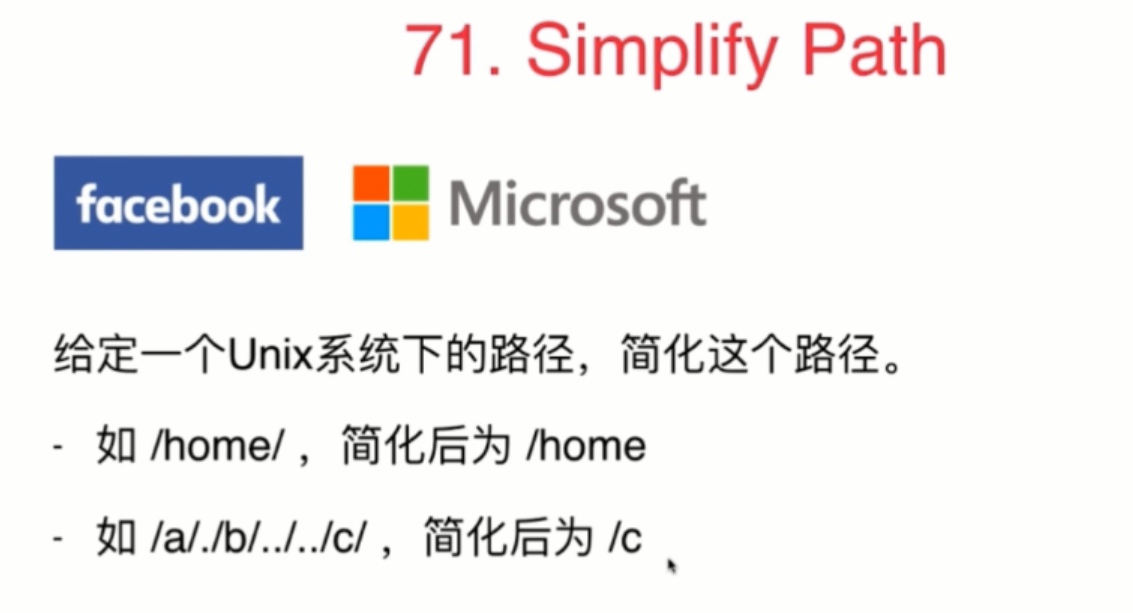 71. Simplify Path
facebook Microsoft
给定一个Unix系统下的路径，简化这个路径。
- 如 /home/ ，简化后为 /home
- 如 /a/./b/../../c/ ，简化后为 /c